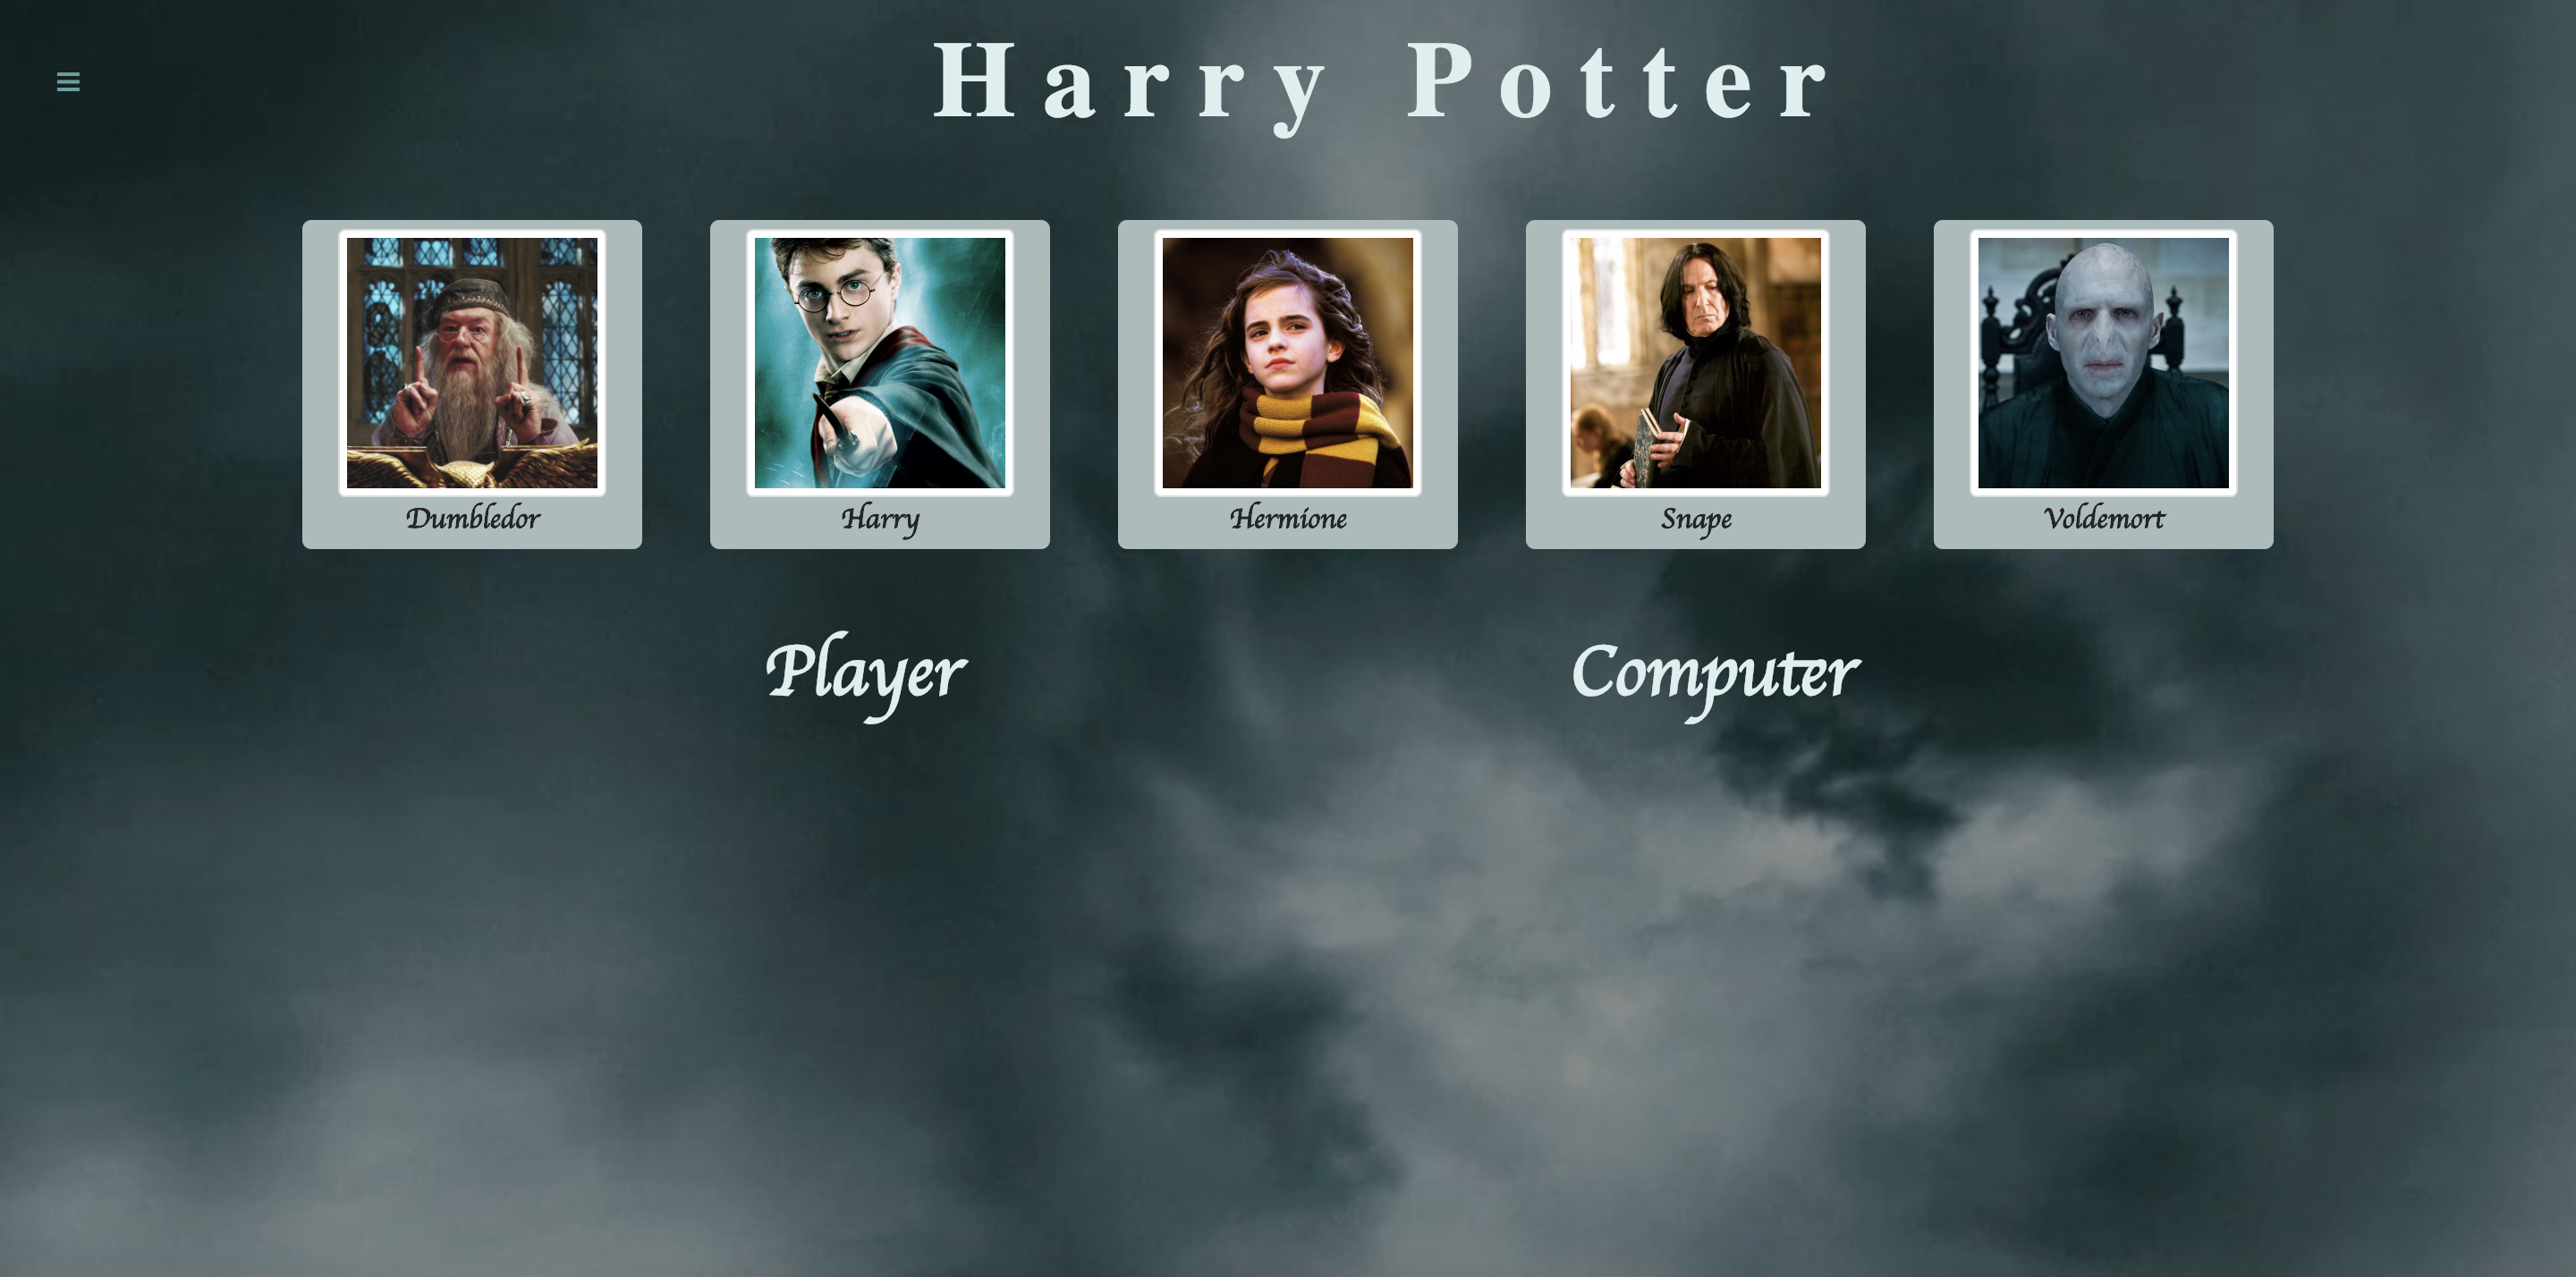 Harry Potter
Dumbledor
Harry
Hermione
Snape
Voldemort
Player
Computer